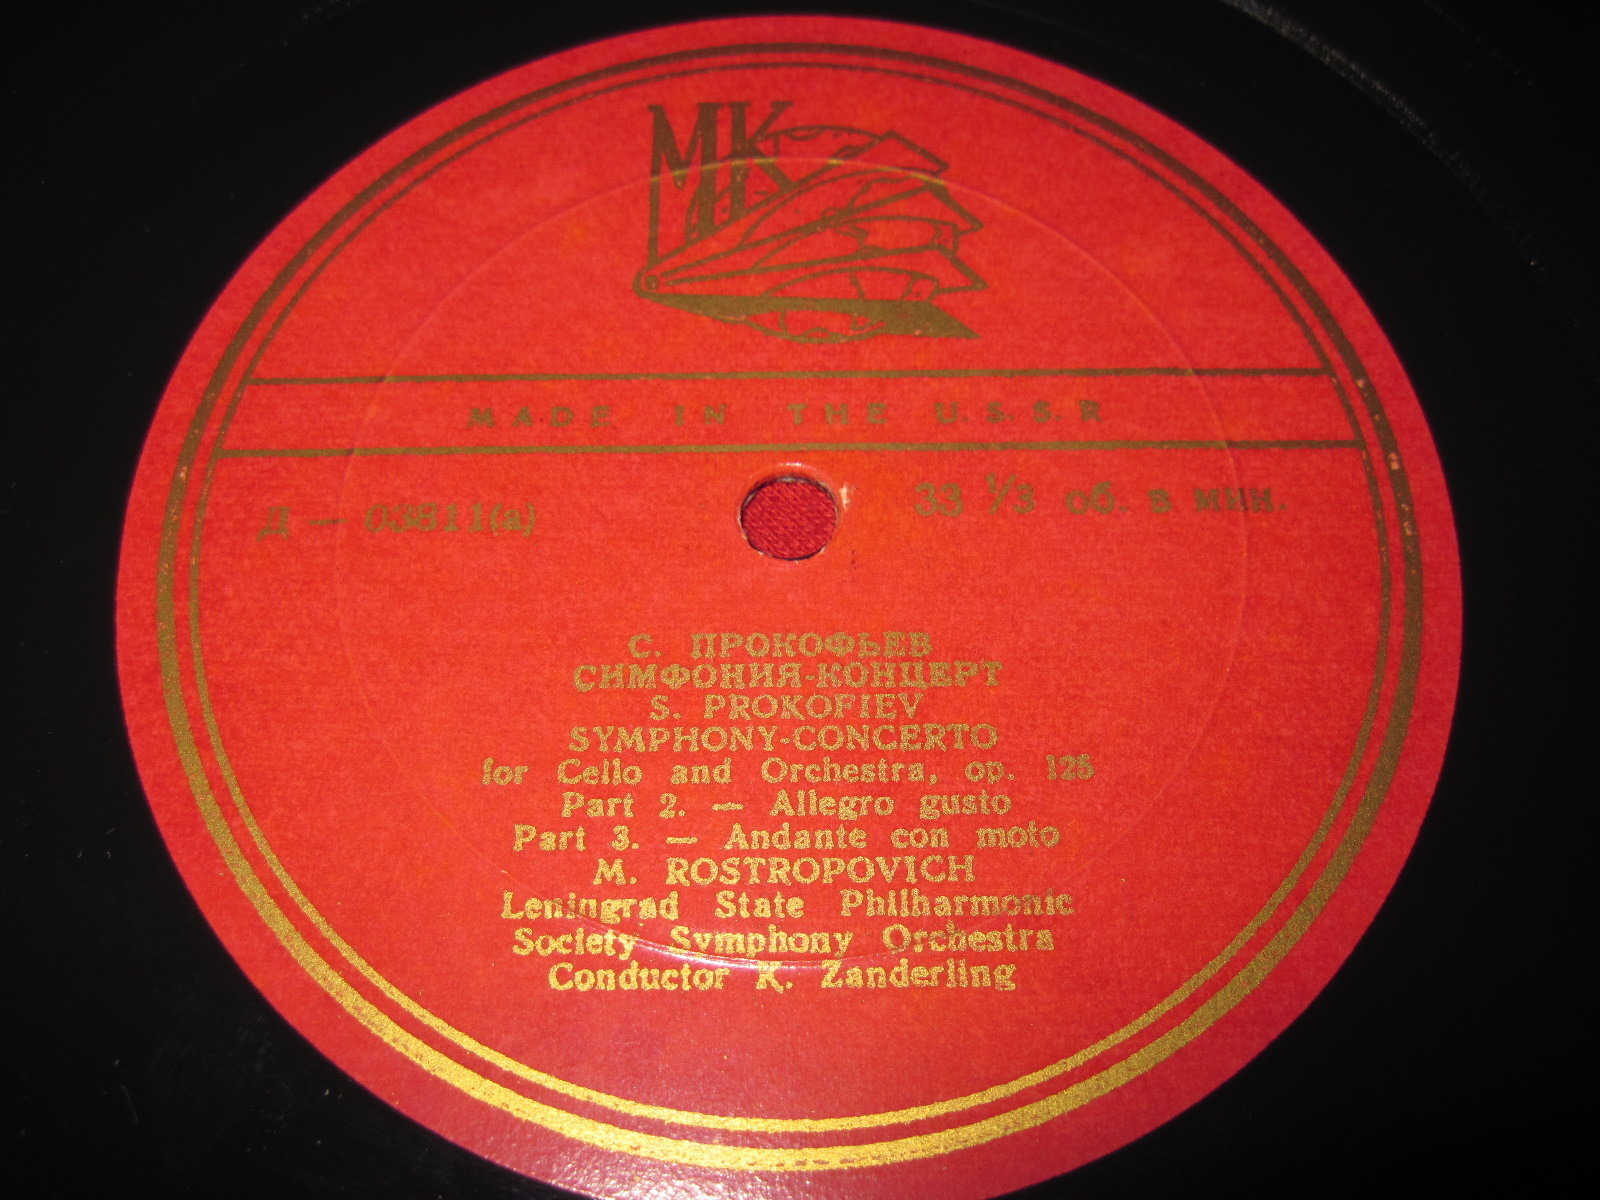 МК
MADE IN THE U.S.S.R
Д — 03811(a) 33 1/3 об. в мин.
С. ПРОКОФЬЕВ
СИМФОНИЯ-КОНЦЕРТ
S. PROKOFIEV
SYMPHONY-CONCERTO
for Cello and Orchestra, op. 125
Part 2. — Allegro gusto
Part 3. — Andante con moto
M. ROSTROPOVICH
Leningrad State Philharmonic
Society Symphony Orchestra
Conductor K. Zanderling